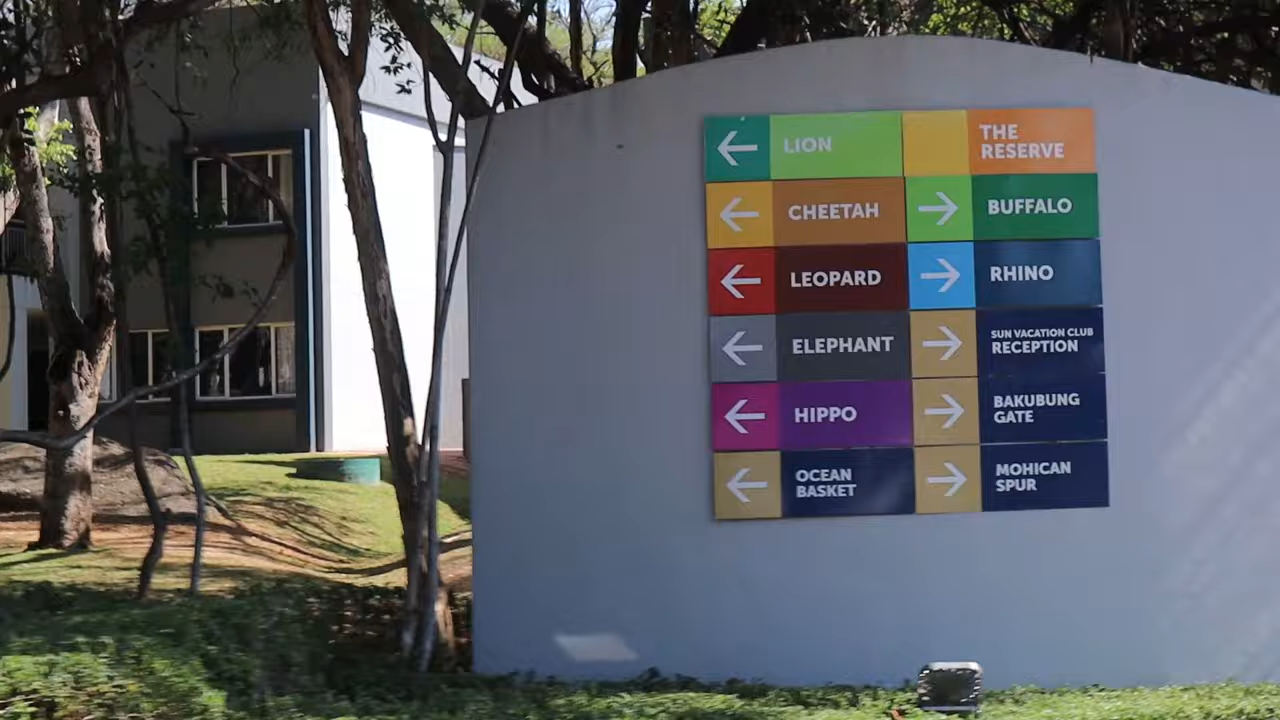 LION
THE
RESERVE
CHEETAH
BUFFALO
LEOPARD
RHINO
ELEPHANT
SUN VACATION CLUB
RECEPTION
HIPPO
BAKUBUNG
GATE
OCEAN
BASKET
MOHICAN
SPUR